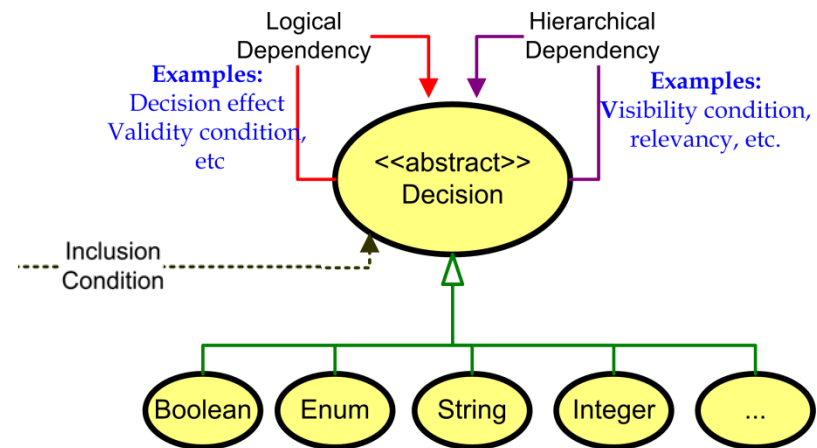 Logical
Dependency
Hierarchical
Dependency
Examples:
Decision effect
Validity condition,
etc
Examples:
Visibility condition,
relevancy, etc.
<<abstract>>
Decision
Inclusion
Condition
Boolean
Enum
String
Integer
...